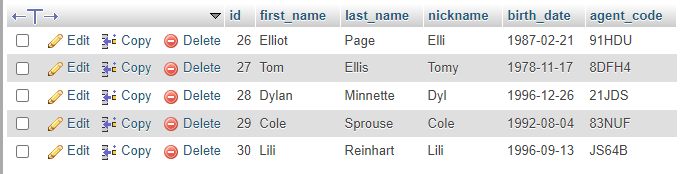 id first_name last_name nickname birth_date agent_code
Edit Copy Delete 26 Elliot Page Elli 1987-02-21 91HDU
Edit Copy Delete 27 Tom Ellis Tomy 1978-11-17 8DFH4
Edit Copy Delete 28 Dylan Minnette Dyl 1996-12-26 21JDS
Edit Copy Delete 29 Cole Sprouse Cole 1992-08-04 83NUF
Edit Copy Delete 30 Lili Reinhart Lili 1996-09-13 JS64B